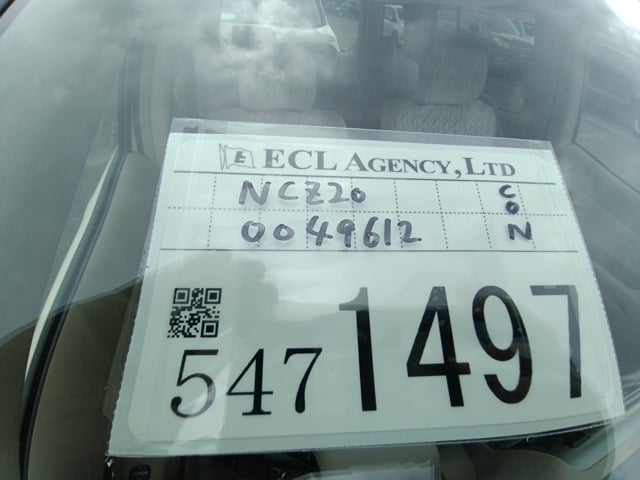 E ECL AGENCY, LTD
NCZ20 CON
0049612
5471497